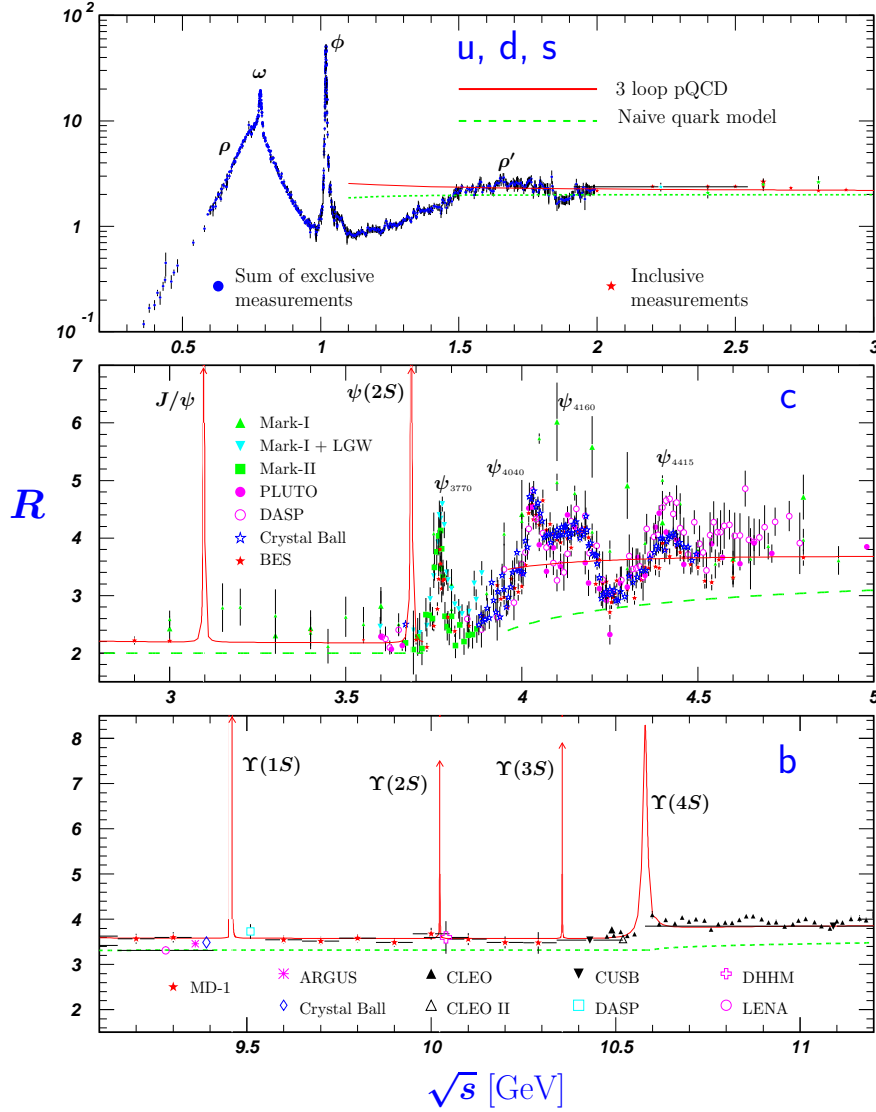 10²
u, d, s
ϕ
ω
3 loop pQCD
10
Naive quark model
ρ
ρ′
1
Sum of exclusive
measurements
Inclusive
measurements
10⁻¹
0.5 1 1.5 2 2.5 3
7
J/ψ ψ(2S) ψ₄₁₆₀ c
Mark-I
6
Mark-I + LGW
Mark-II
ψ₃₇₇₀ ψ₄₀₄₀ ψ₄₄₁₅
5
PLUTO
R
DASP
Crystal Ball
4
BES
3
2
3 3.5 4 4.5 5
8
ϒ(1S) ϒ(2S) ϒ(3S) ϒ(4S) b
7
6
5
4
3
MD-1 ARGUS CLEO CUSB DHHM
Crystal Ball CLEO II DASP LENA
2
9.5 10 10.5 11
√s [GeV]